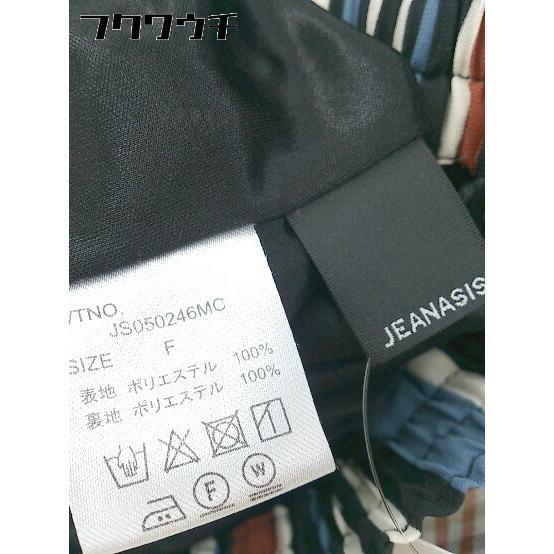 フクワウチ
/TNO.
JS050246MC
SIZE F
表地 ポリエステル 100%
裏地 ポリエステル 100%
F
W
JEANASIS